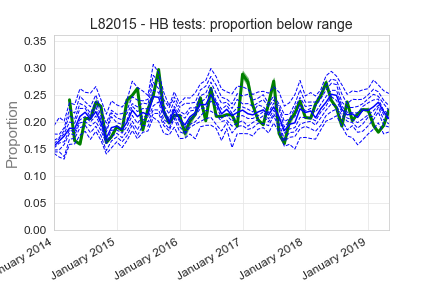 L82015 - HB tests: proportion below range
Proportion
0.35
0.30
0.25
0.20
0.15
0.10
0.05
0.00
2014
January 2015
January 2016
January 2017
January 2018
January 2019